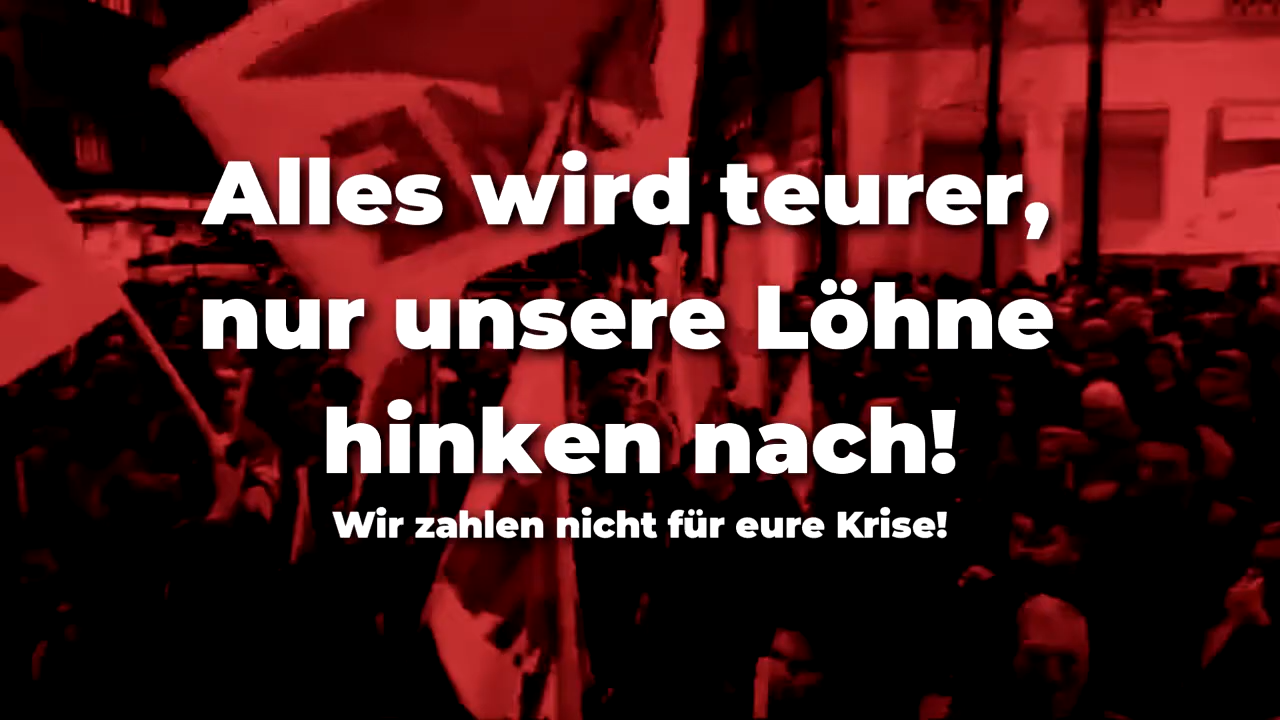 Alles wird teurer,
nur unsere Löhne
hinken nach!
Wir zahlen nicht für eure Krise!